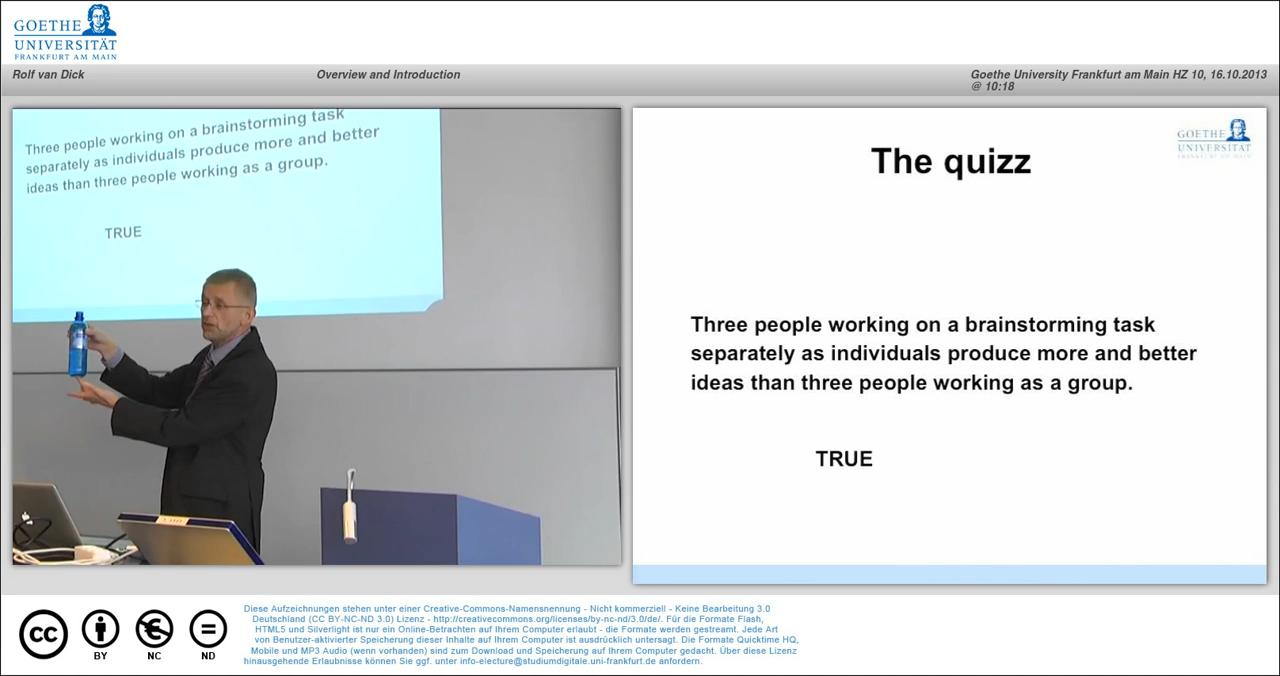 GOETHE
UNIVERSITÄT
FRANKFURT AM MAIN
Rolf van Dick
Overview and Introduction
Goethe University Frankfurt am Main HZ 10, 16.10.2013
@ 10:18
Three people working on a brainstorming task
separately as individuals produce more and better
ideas than three people working as a group.
TRUE
GOETHE
UNIVERSITÄT
FRANKFURT AM MAIN
The quizz
Three people working on a brainstorming task
separately as individuals produce more and better
ideas than three people working as a group.
TRUE
cc
BY
NC
ND
Diese Aufzeichnungen stehen unter einer Creative-Commons-Namensnennung - Nicht kommerziell - Keine Bearbeitung 3.0
Deutschland (CC BY-NC-ND 3.0) Lizenz - http://creativecommons.org/licenses/by-nc-nd/3.0/de/. Für die Formate Flash,
HTML5 und Silverlight ist nur ein Online-Betrachten auf Ihrem Computer erlaubt - die Formate werden gestreamt. Jede Art
von Benutzer-aktivierter Speicherung dieser Inhalte auf Ihrem Computer ist ausdrücklich untersagt. Die Formate Quicktime HQ,
Mobile und MP3 Audio (wenn vorhanden) sind zum Download und Speicherung auf Ihrem Computer gedacht. Über diese Lizenz
hinausgehende Erlaubnisse können Sie ggf. unter info-electure@studiumdigitale.uni-frankfurt.de anfordern.